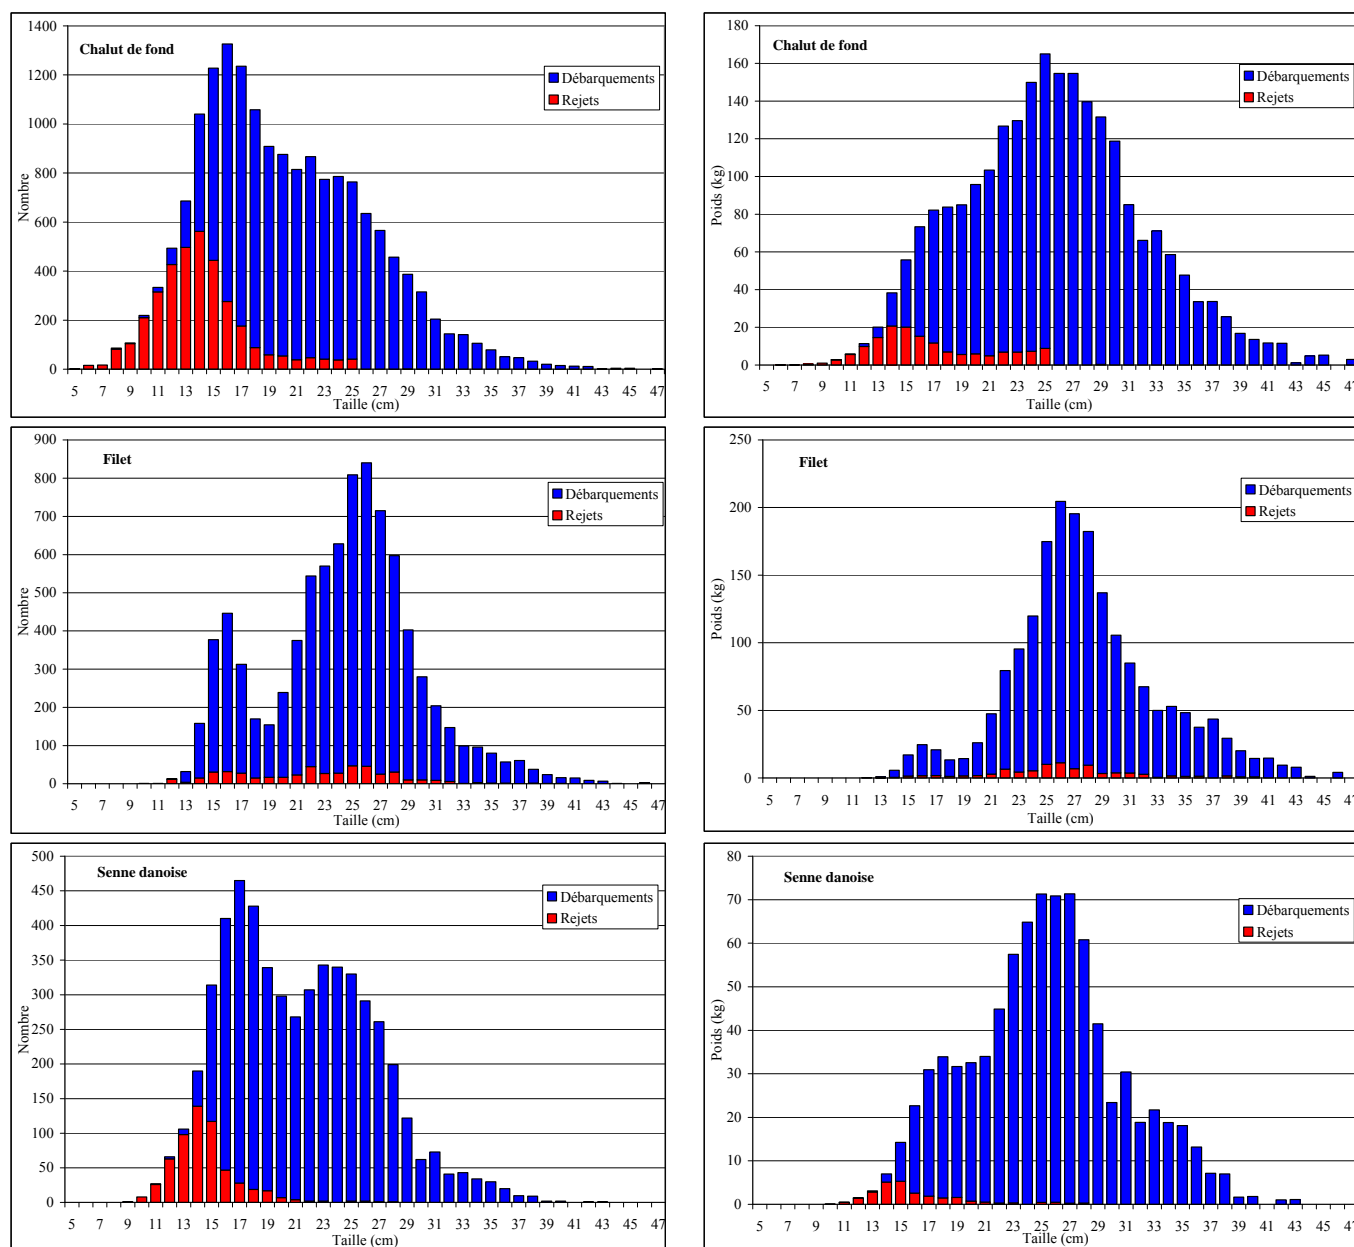 Chalut de fond
Débarquements
Rejets
Nombre
1400
1200
1000
800
600
400
200
0
5 7 9 11 13 15 17 19 21 23 25 27 29 31 33 35 37 39 41 43 45 47
Taille (cm)
Chalut de fond
Débarquements
Rejets
Poids (kg)
180
160
140
120
100
80
60
40
20
0
5 7 9 11 13 15 17 19 21 23 25 27 29 31 33 35 37 39 41 43 45 47
Taille (cm)
Filet
Débarquements
Rejets
Nombre
900
800
700
600
500
400
300
200
100
0
5 7 9 11 13 15 17 19 21 23 25 27 29 31 33 35 37 39 41 43 45 47
Taille (cm)
Filet
Débarquements
Rejets
Poids (kg)
250
200
150
100
50
0
5 7 9 11 13 15 17 19 21 23 25 27 29 31 33 35 37 39 41 43 45 47
Taille (cm)
Senne danoise
Débarquements
Rejets
Nombre
500
450
400
350
300
250
200
150
100
50
0
5 7 9 11 13 15 17 19 21 23 25 27 29 31 33 35 37 39 41 43 45 47
Taille (cm)
Senne danoise
Débarquements
Rejets
Poids (kg)
80
70
60
50
40
30
20
10
0
5 7 9 11 13 15 17 19 21 23 25 27 29 31 33 35 37 39 41 43 45 47
Taille (cm)